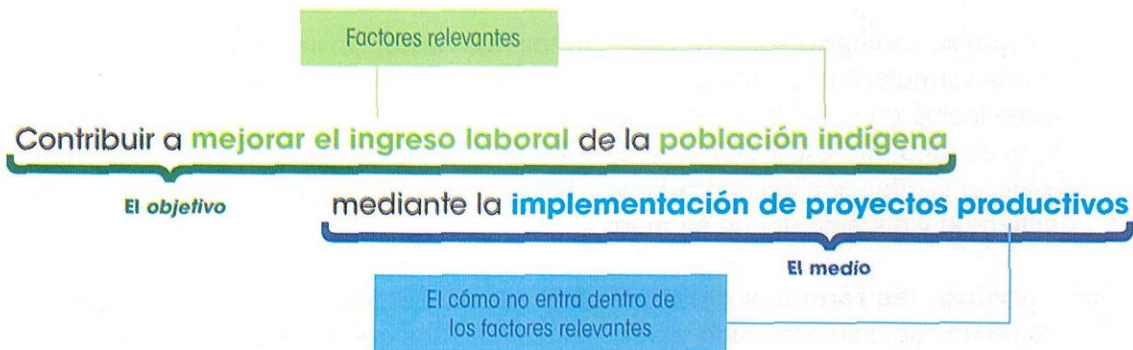 Factores relevantes
Contribuir a mejorar el ingreso laboral de la población indígena
El objetivo
mediante la implementación de proyectos productivos
El medio
El cómo no entra dentro de
los factores relevantes